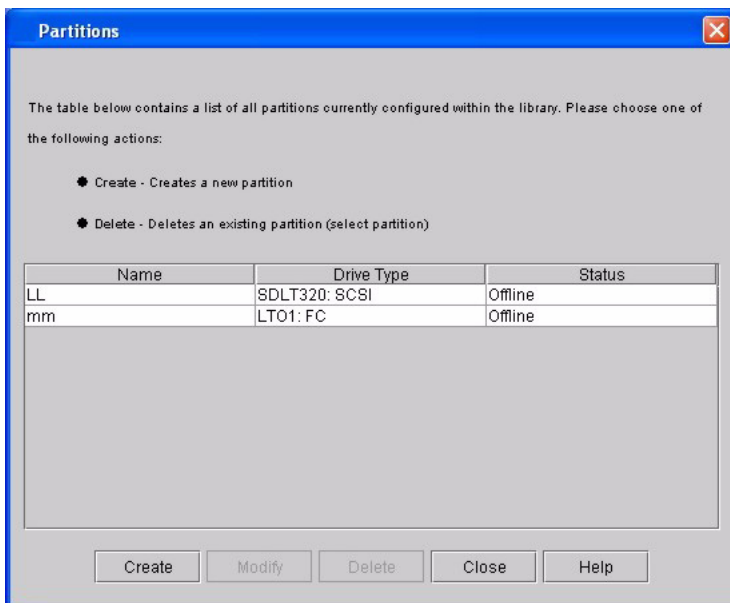 Partitions
The table below contains a list of all partitions currently configured within the library. Please choose one of
the following actions:
Create - Creates a new partition
Delete - Deletes an existing partition (select partition)
Name Drive Type Status
LL SDLT320: SCSI Offline
mm LTO1: FC Offline
Create Modify Delete Close Help